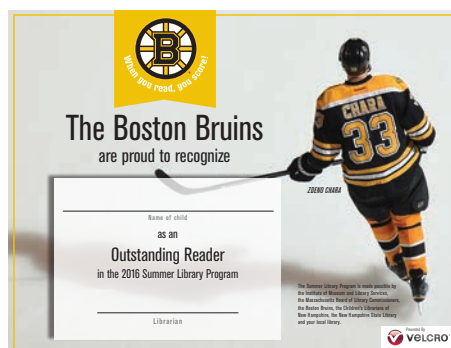 B
When you read, you score!
The Boston Bruins
are proud to recognize
CHARA
33
ZDENO CHARA
Name of child
as an
Outstanding Reader
in the 2016 Summer Library Program
Librarian
The Summer Library Program is made possible by
the Institute of Museum and Library Services,
the Massachusetts Board of Library Commissioners,
the Boston Bruins, the Children's Librarians of
New Hampshire, the New Hampshire State Library
and your local library.
Powered By
VELCRO